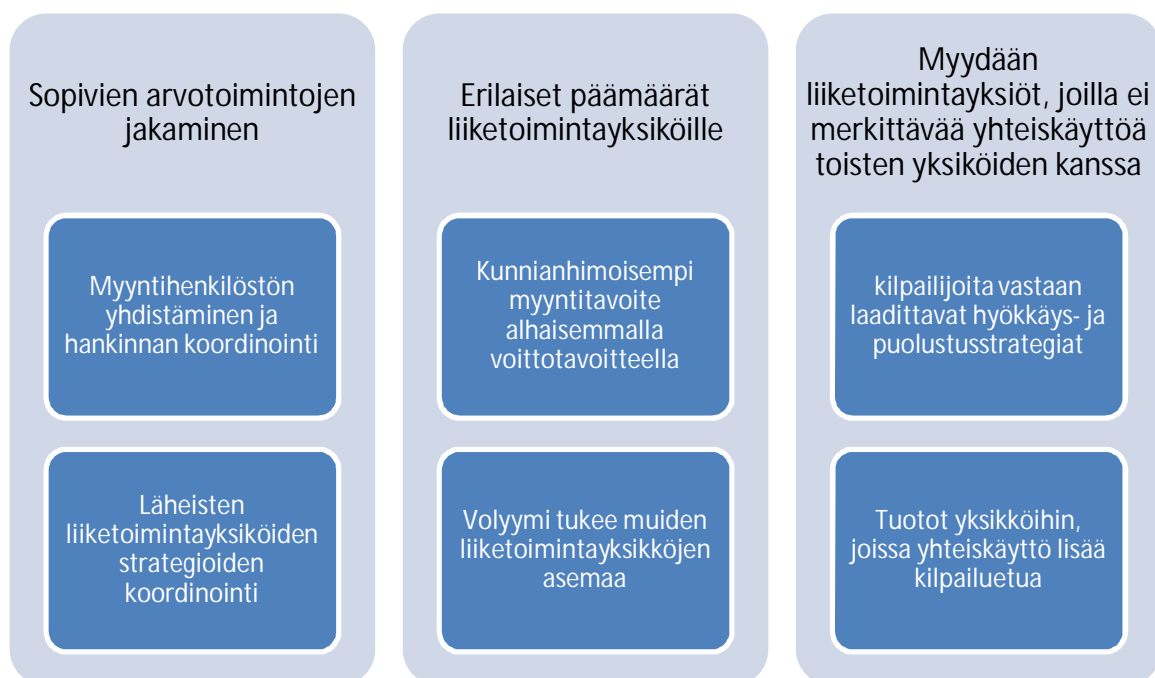 Sopivien arvotoimintojen
jakaminen
Myyntihenkilöstön
yhdistäminen ja
hankinnan koordinointi
Läheisten
liiketoimintayksiköiden
strategioiden
koordinointi
Erilaiset päämäärät
liiketoimintayksiköille
Kunnianhimoisempi
myyntitavoite
alhaisemmalla
voittotavoitteella
Volyymi tukee muiden
liiketoimintayksikköjen
asemaa
Myydään
liiketoimintayksiöt, joilla ei
merkittävää yhteiskäyttöä
toisten yksiköiden kanssa
kilpailijoita vastaan
laadittavat hyökkäys- ja
puolustusstrategiat
Tuotot yksikköihin,
joissa yhteiskäyttö lisää
kilpailuetua